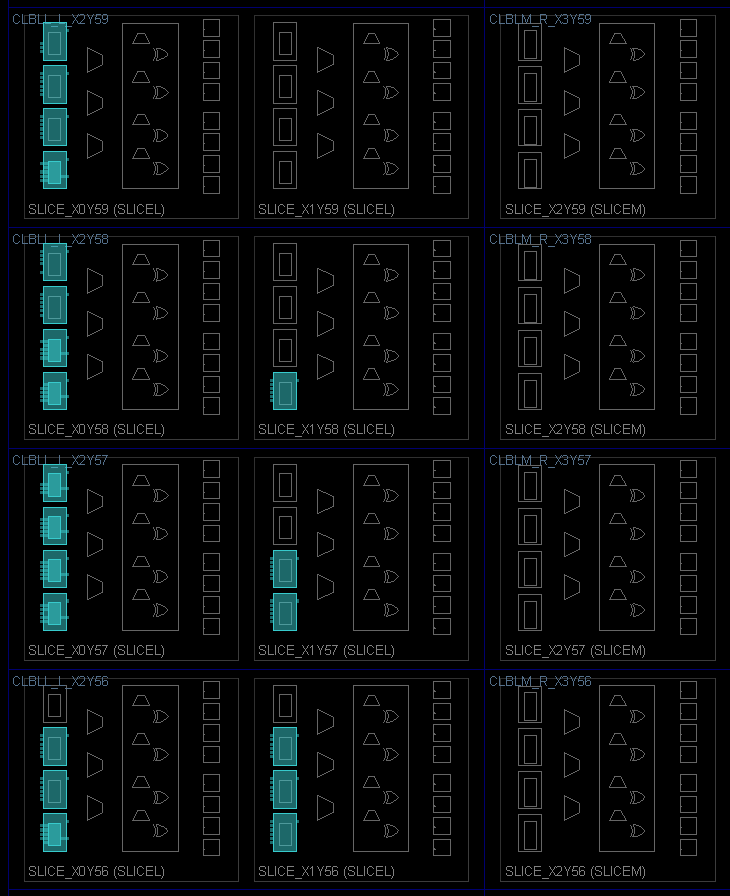 CLBLL_L_X2Y59
CLBLM_R_X3Y59
SLICE_X0Y59 (SLICEL)
SLICE_X1Y59 (SLICEL)
SLICE_X2Y59 (SLICEM)
CLBLL_L_X2Y58
CLBLM_R_X3Y58
SLICE_X0Y58 (SLICEL)
SLICE_X1Y58 (SLICEL)
SLICE_X2Y58 (SLICEM)
CLBLL_L_X2Y57
CLBLM_R_X3Y57
SLICE_X0Y57 (SLICEL)
SLICE_X1Y57 (SLICEL)
SLICE_X2Y57 (SLICEM)
CLBLL_L_X2Y56
CLBLM_R_X3Y56
SLICE_X0Y56 (SLICEL)
SLICE_X1Y56 (SLICEL)
SLICE_X2Y56 (SLICEM)